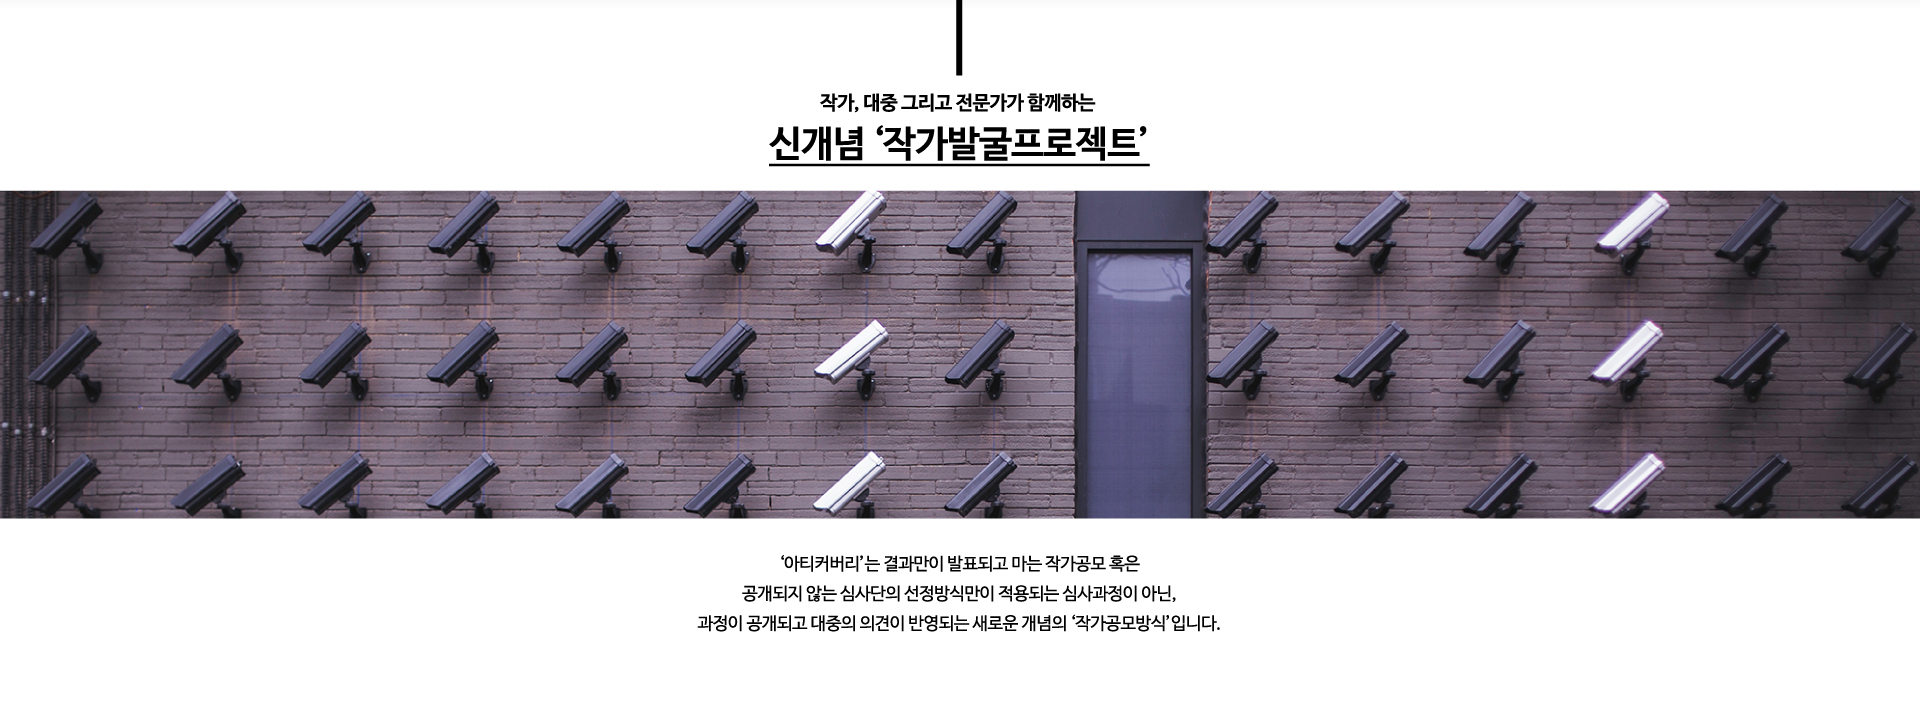 작가, 대중 그리고 전문가가 함께하는
신개념 ‘작가발굴프로젝트’
‘아티커버리’는 결과만이 발표되고 마는 작가공모 혹은
공개되지 않는 심사단의 선정방식만이 적용되는 심사과정이 아닌,
과정이 공개되고 대중의 의견이 반영되는 새로운 개념의 ‘작가공모방식’입니다.